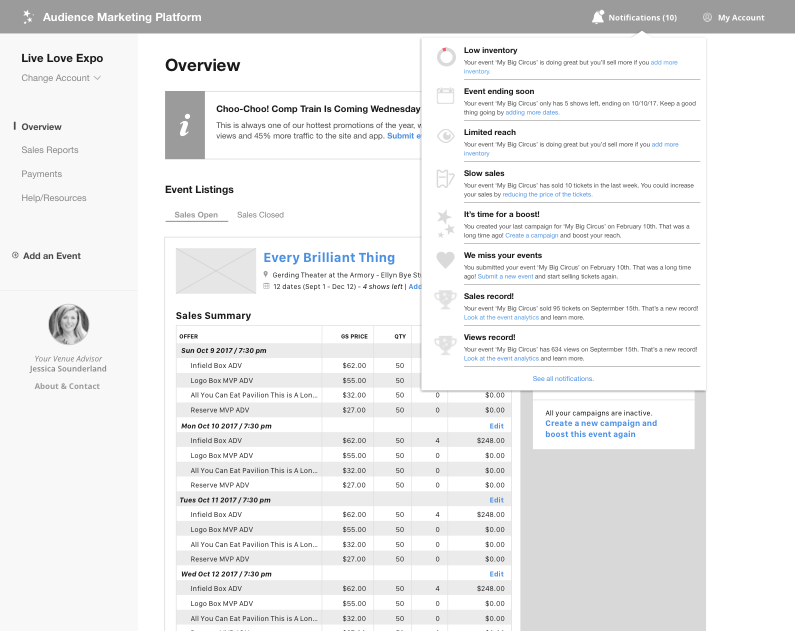 Audience Marketing Platform
Notifications (10)
My Account
Live Love Expo
Change Account
Overview
Sales Reports
Payments
Help/Resources
Add an Event
Your Venue Advisor
Jessica Sounderland
About & Contact
Overview
i
Choo-Choo! Comp Train Is Coming Wednesday
This is always one of our hottest promotions of the year,
views and 45% more traffic to the site and app. Submit
Event Listings
Sales Open
Sales Closed
Every Brilliant Thing
Gerding Theater at the Armory - Ellyn Bye
12 dates (Sept 1 - Dec 12) - 4 shows left | Add
Sales Summary
OFFER GS PRICE QTY
Sun Oct 9 2017 / 7:30 pm
Infield Box ADV $62.00 50
Logo Box MVP ADV $55.00 50
All You Can Eat Pavilion This is A Lon... $32.00 50 0 $0.00
Reserve MVP ADV $27.00 50 0 $0.00
Mon Oct 10 2017 / 7:30 pm Edit
Infield Box ADV $62.00 50 4 $248.00
Logo Box MVP ADV $55.00 50 0 $0.00
All You Can Eat Pavilion This is A Lon... $32.00 50 0 $0.00
Reserve MVP ADV $27.00 50 0 $0.00
Tues Oct 11 2017 / 7:30 pm Edit
Infield Box ADV $62.00 50 4 $248.00
Logo Box MVP ADV $55.00 50 0 $0.00
All You Can Eat Pavilion This is A Lon... $32.00 50 0 $0.00
Reserve MVP ADV $27.00 50 0 $0.00
Wed Oct 12 2017 / 7:30 pm Edit
Infield Box ADV $62.00 50 4 $248.00
Logo Box MVP ADV $55.00 50 0 $0.00
All You Can Eat Pavilion This is A Lon... $32.00 50 0 $0.00
Low inventory
Your event 'My Big Circus' is doing great but you'll sell more if you add more
inventory.
Event ending soon
Your event 'My Big Circus' only has 5 shows left, ending on 10/10/17. Keep a good
thing going by adding more dates.
Limited reach
Your event 'My Big Circus' is doing great but you'd sell more if you add more
inventory.
Slow sales
Your event 'My Big Circus' has sold 10 tickets in the last week. You could increase
your sales by reducing the price of the tickets.
It's time for a boost!
You created your last campaign for 'My Big Circus' on February 10th. That was a
long time ago! Create a campaign and boost your reach.
We miss your events
You submitted your event 'My Big Circus' on February 10th. That was a long time
ago! Submit a new event and start selling tickets again.
Sales record!
Your event 'My Big Circus' sold 95 tickets on Septermber 15th. That's a new record!
Look at the event analytics and learn more.
Views record!
Your event 'My Big Circus' has 634 views on Septermber 15th. That's a new record!
Look at the event analytics and learn more.
See all notifications.
All your campaigns are inactive.
Create a new campaign and
boost this event again